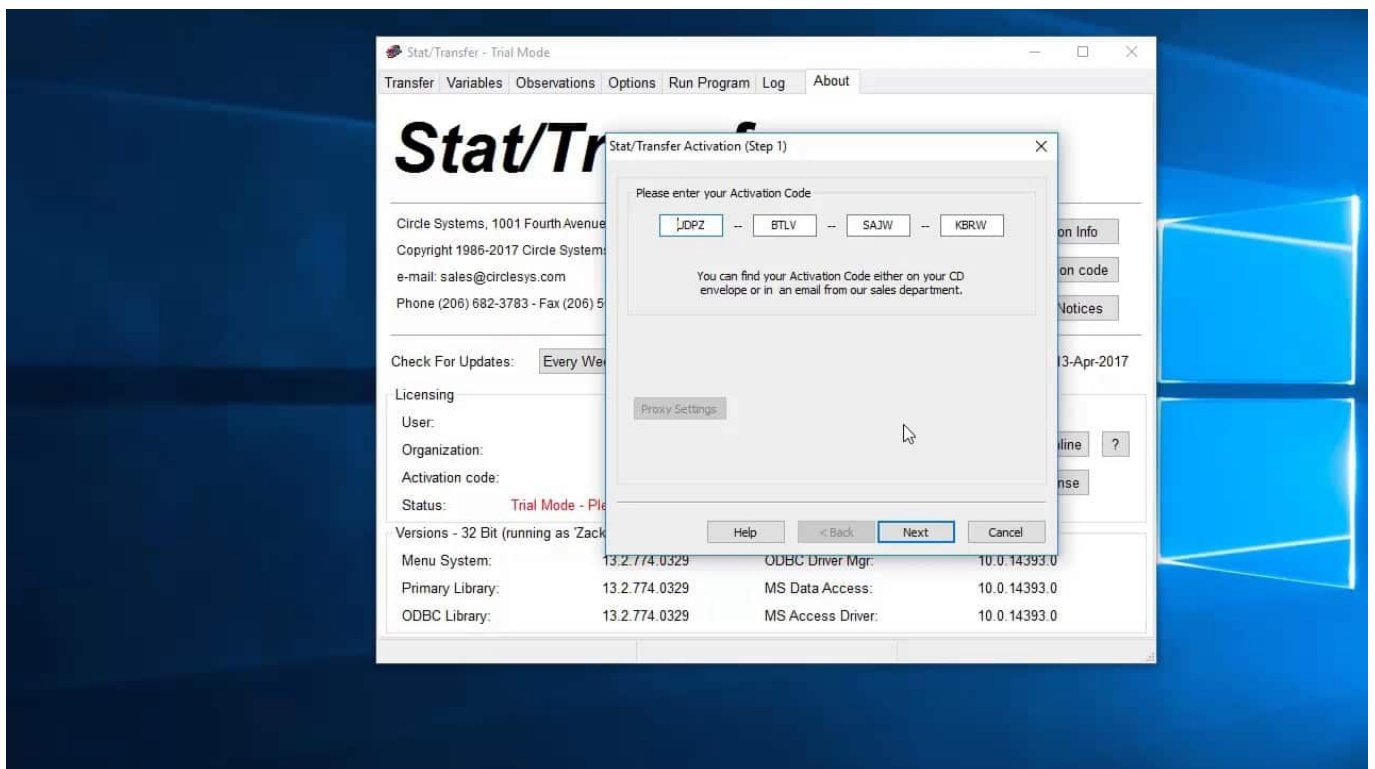 Stat/Transfer - Trial Mode
Transfer Variables Observations Options Run Program Log About
Stat/Tr
Stat/Transfer Activation (Step 1)
Please enter your Activation Code
JDPZ -- BTLV -- SAJW -- KBRW
You can find your Activation Code either on your CD
envelope or in an email from our sales department.
Proxy Settings
Help < Back Next Cancel
Circle Systems, 1001 Fourth Avenue
Copyright 1986-2017 Circle Systems
e-mail: sales@circlesys.com
Phone (206) 682-3783 - Fax (206) 5
on Info
on code
Notices
Check For Updates: Every Wee
13-Apr-2017
Licensing
User:
Organization:
Activation code:
Status: Trial Mode - Ple
line ?
nse
Versions - 32 Bit (running as 'Zack
Menu System: 13.2.774.0329 ODBC Driver Mgr: 10.0.14393.0
Primary Library: 13.2.774.0329 MS Data Access: 10.0.14393.0
ODBC Library: 13.2.774.0329 MS Access Driver: 10.0.14393.0